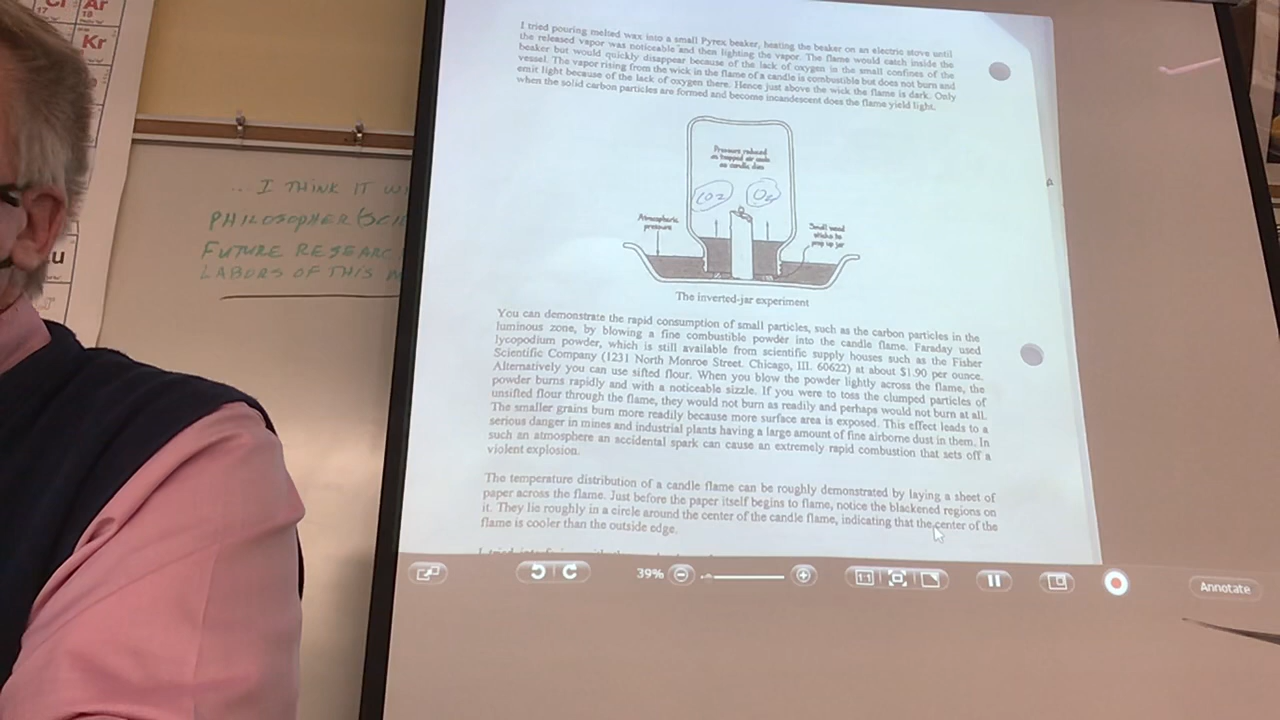 Cl
17
Ar
18
Kr
u
... I THINK IT
PHILOSOPHER
FUTURE
LABORS OF THIS
I tried pouring melted wax into a small Pyrex beaker, heating the beaker on an electric stove until
the released vapor was noticeable and then lighting the vapor. The flame would catch inside the
beaker but would quickly disappear because of the lack of oxygen in the small confines of the
vessel. The vapor rising from the wick in the flame of a candle is combustible but does not burn and
emit light because of the lack of oxygen there. Hence just above the wick the flame is dark. Only
when the solid carbon particles are formed and become incandescent does the flame yield light.
Pressure reduced
as trapped air cools
as candle dies
CO2
O2
Atmospheric
pressure
Small wood
sticks to
prop up jar
The inverted-jar experiment
You can demonstrate the rapid consumption of small particles, such as the carbon particles in the
luminous zone, by blowing a fine combustible powder into the candle flame. Faraday used
lycopodium powder, which is still available from scientific supply houses such as the Fisher
Scientific Company (1231 North Monroe Street. Chicago, Ill. 60622) at about $1.90 per ounce.
Alternatively you can use sifted flour. When you blow the powder lightly across the flame, the
powder burns rapidly and with a noticeable sizzle. If you were to toss the clumped particles of
unsifted flour through the flame, they would not burn as readily and perhaps would not burn at all.
The smaller grains burn more readily because more surface area is exposed. This effect leads to a
serious danger in mines and industrial plants having a large amount of fine airborne dust in them. In
such an atmosphere an accidental spark can cause an extremely rapid combustion that sets off a
violent explosion.
The temperature distribution of a candle flame can be roughly demonstrated by laying a sheet of
paper across the flame. Just before the paper itself begins to flame, notice the blackened regions on
it. They lie roughly in a circle around the center of the candle flame, indicating that the center of the
flame is cooler than the outside edge.
39%
1:1
Annotate